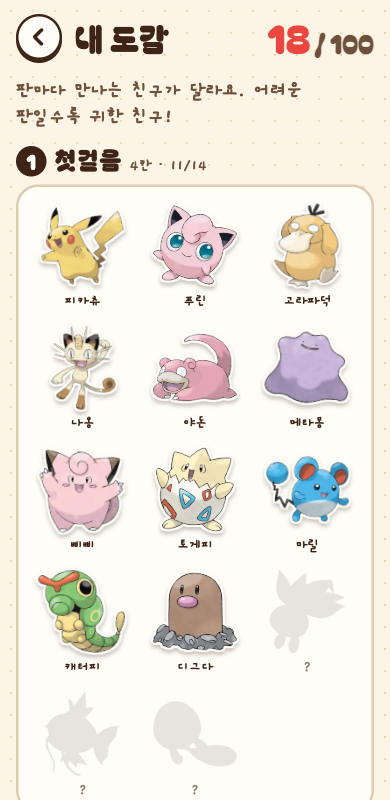 내 도감
18 / 100
판마다 만나는 친구가 달라요. 어려운
판일수록 귀한 친구!
1 첫걸음 4칸 · 11/14
피카츄 푸린 고라파덕
나옹 야돈 메타몽
삐삐 토게피 마릴
캐터피 디그다 ?
? ?